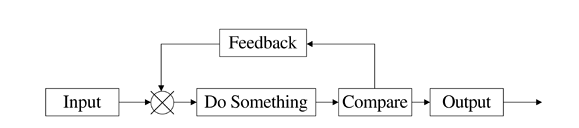 Feedback
Input
Do Something
Compare
Output